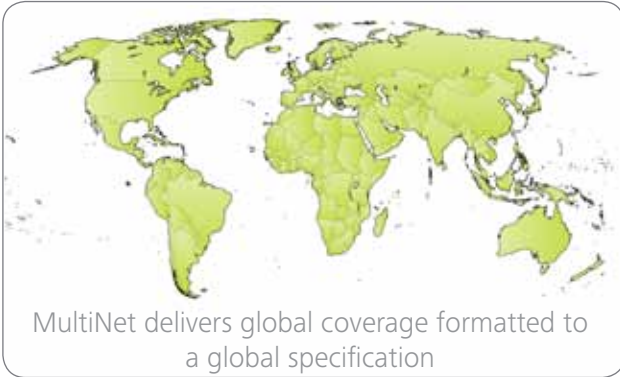 MultiNet delivers global coverage formatted to
a global specification